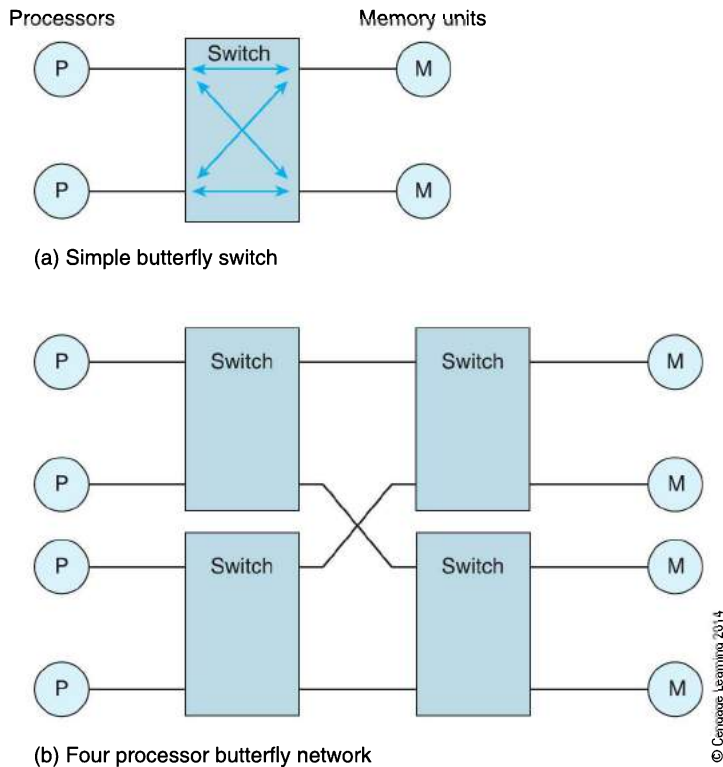 Processors Memory units
Switch
P M
P M
(a) Simple butterfly switch
P Switch Switch M
P M
P Switch Switch M
P M
(b) Four processor butterfly network
© Cengage Learning 2014